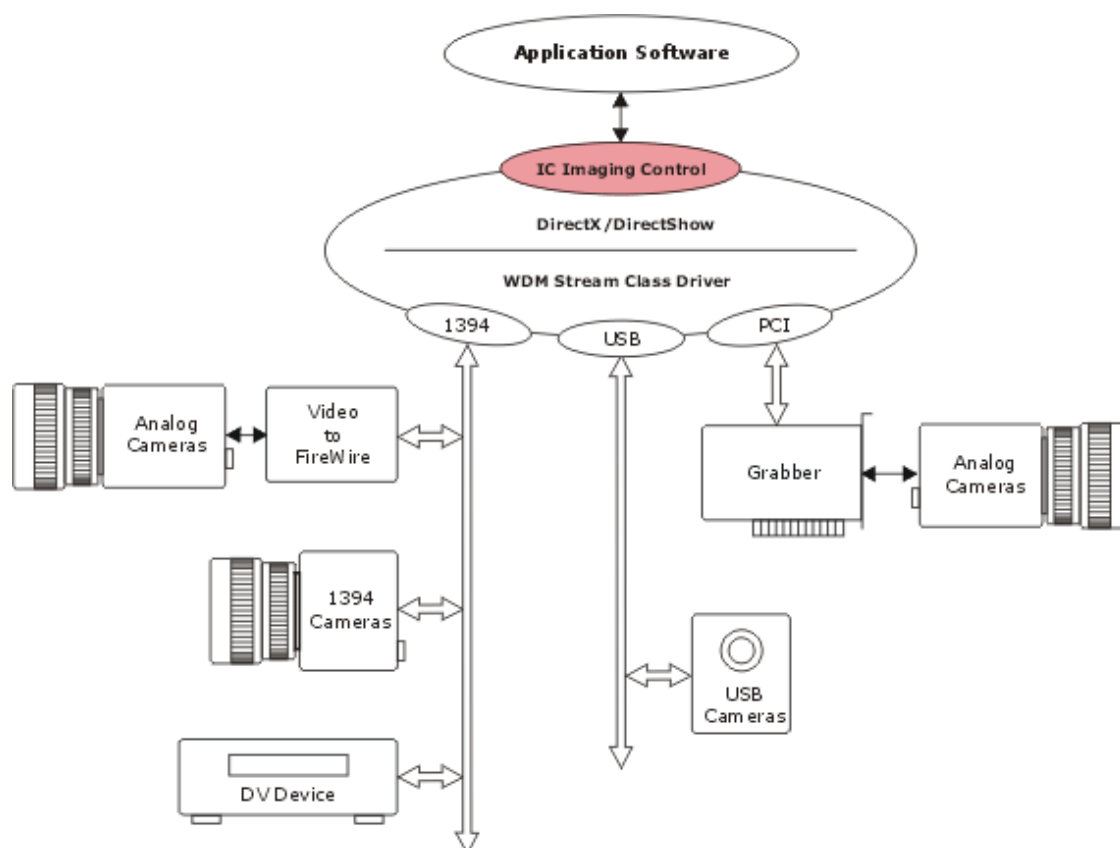 Application Software
IC Imaging Control
DirectX/DirectShow
WDM Stream Class Driver
1394
USB
PCI
Analog
Cameras
Video
to
FireWire
Grabber
Analog
Cameras
1394
Cameras
USB
Cameras
DV Device